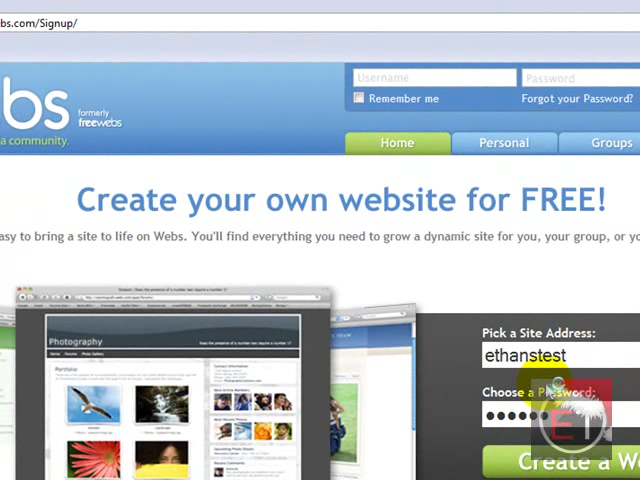 bs.com/Signup/
Username
Password
Remember me
Forgot your Password?
bs
formerly
freewebs
a community.
Home
Personal
Groups
Create your own website for FREE!
asy to bring a site to life on Webs. You'll find everything you need to grow a dynamic site for you, your group, or yo
Photography
Portfolio
Pick a Site Address:
ethanstest
Choose a Password:
ET
Create a We